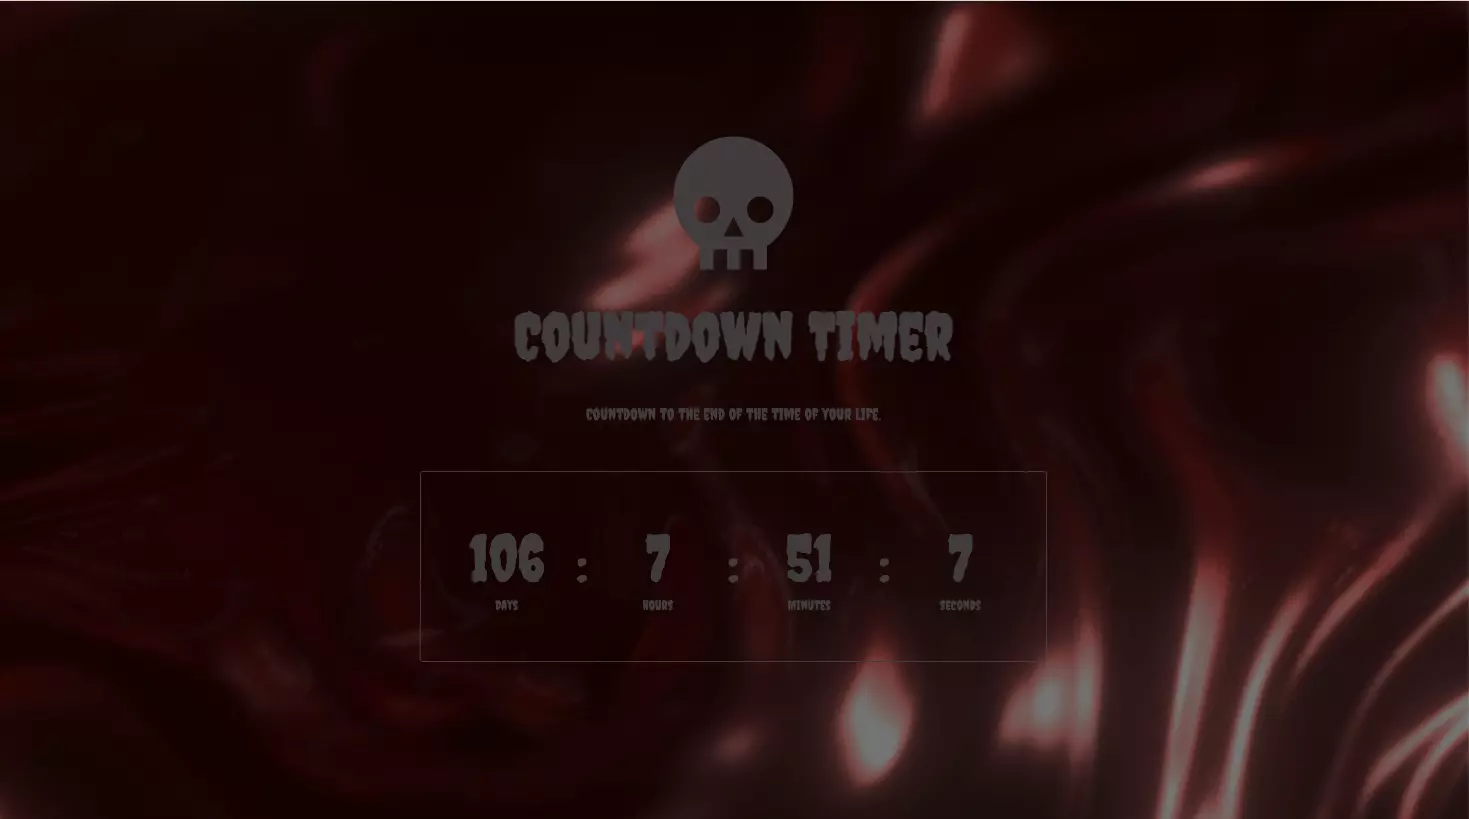 COUNTDOWN TIMER
COUNTDOWN TO THE END OF THE TIME OF YOUR LIFE.
106 : 7 : 51 : 7
DAYS HOURS MINUTES SECONDS